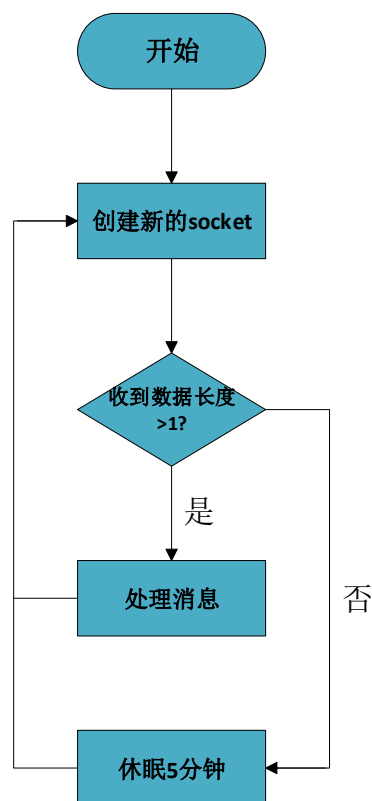 开始
创建新的socket
收到数据长度
>1?
是
处理消息
否
休眠5分钟